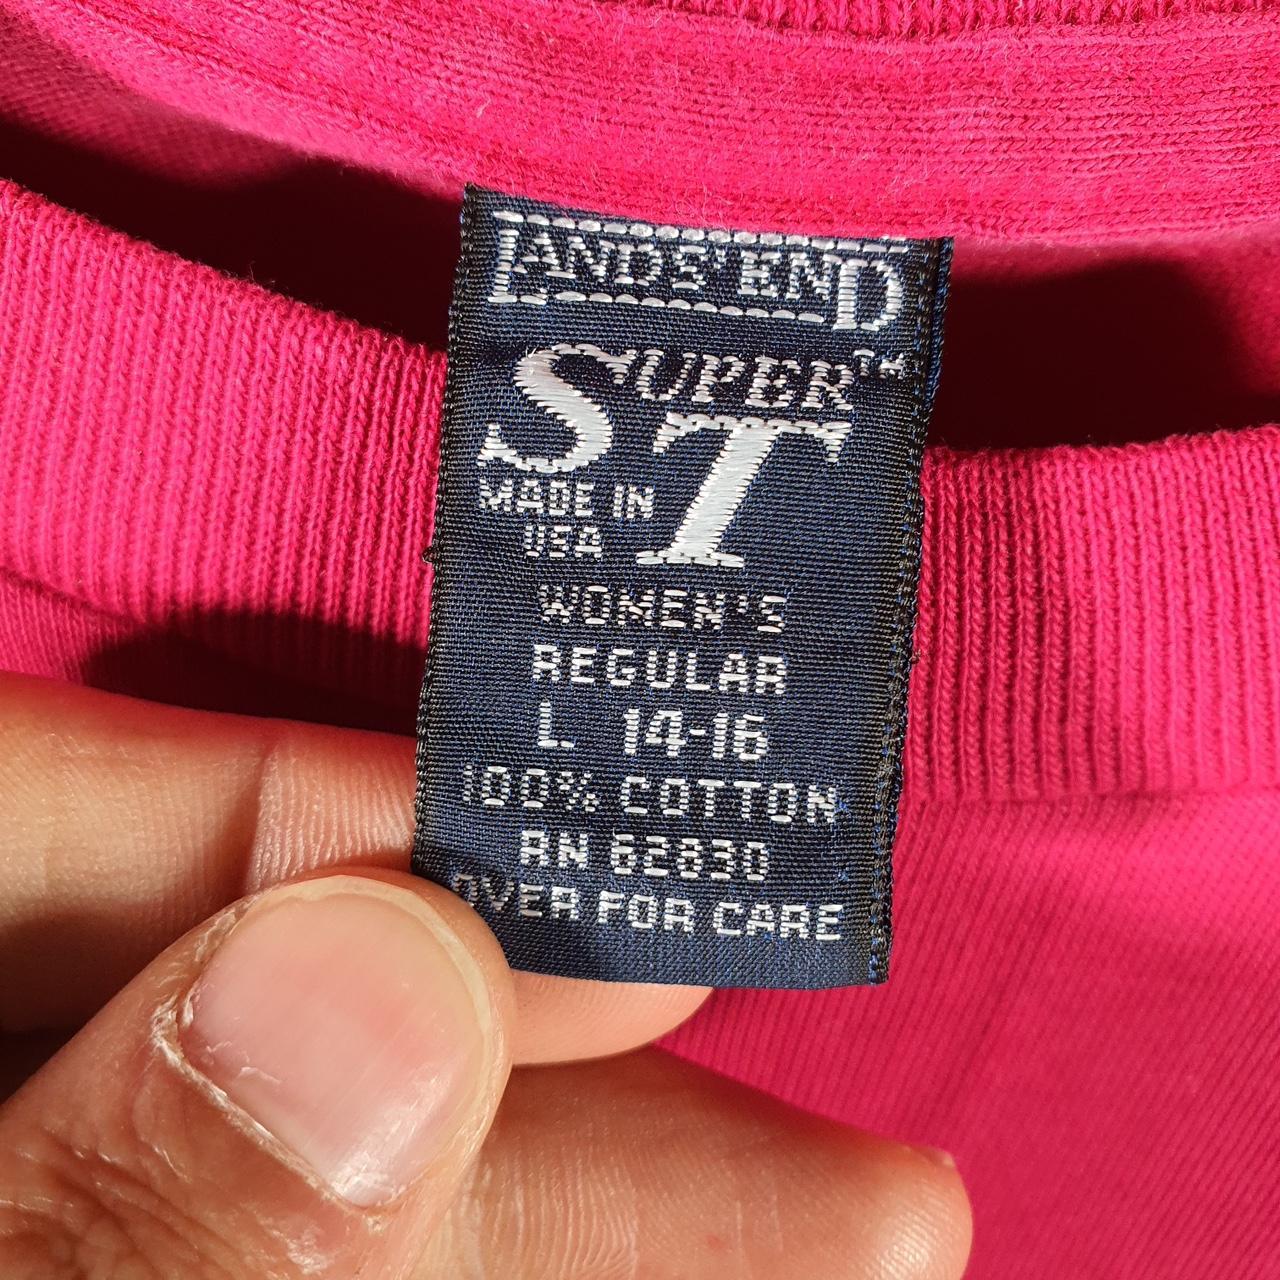 LANDS' END
SUPER™
T
MADE IN
USA
WOMEN'S
REGULAR
L 14-16
100% COTTON
RN 62830
OVER FOR CARE